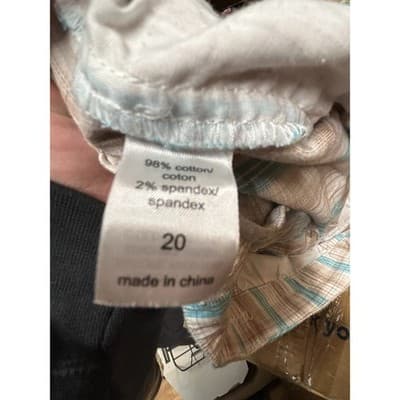 98% cotton/
coton
2% spandex/
spandex
20
made in china